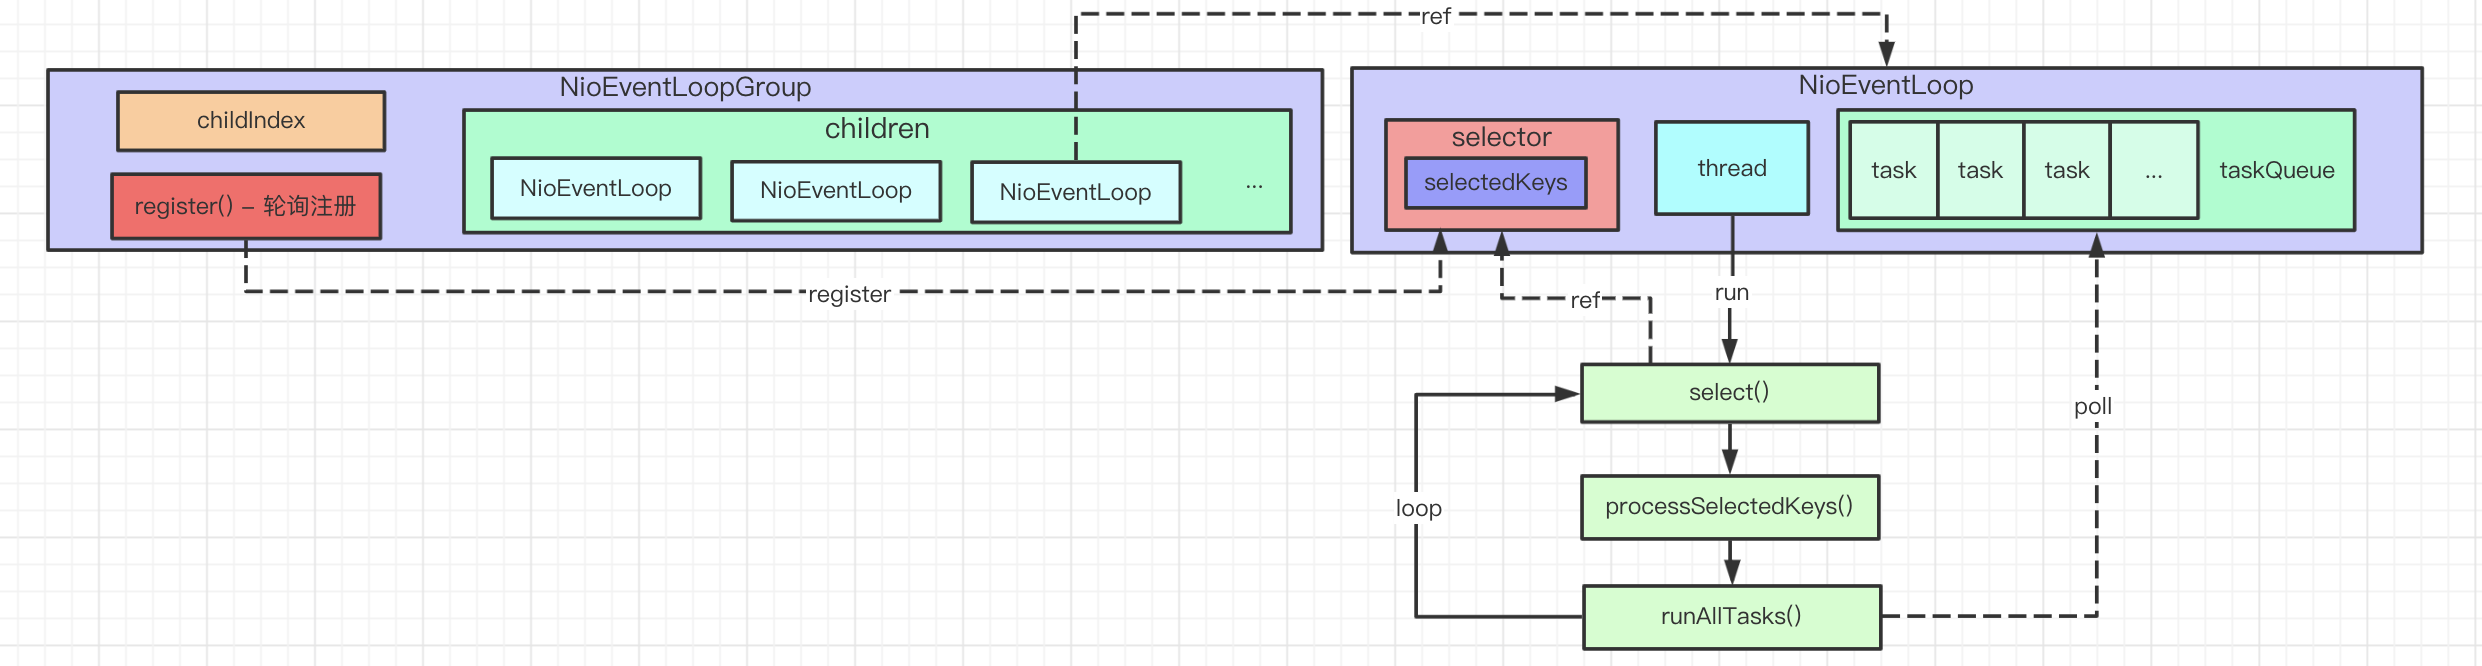 ref
NioEventLoopGroup
childIndex
register() - 轮询注册
children
NioEventLoop
NioEventLoop
NioEventLoop
...
NioEventLoop
selector
selectedKeys
thread
task
task
task
...
taskQueue
register
ref
run
select()
poll
loop
processSelectedKeys()
runAllTasks()